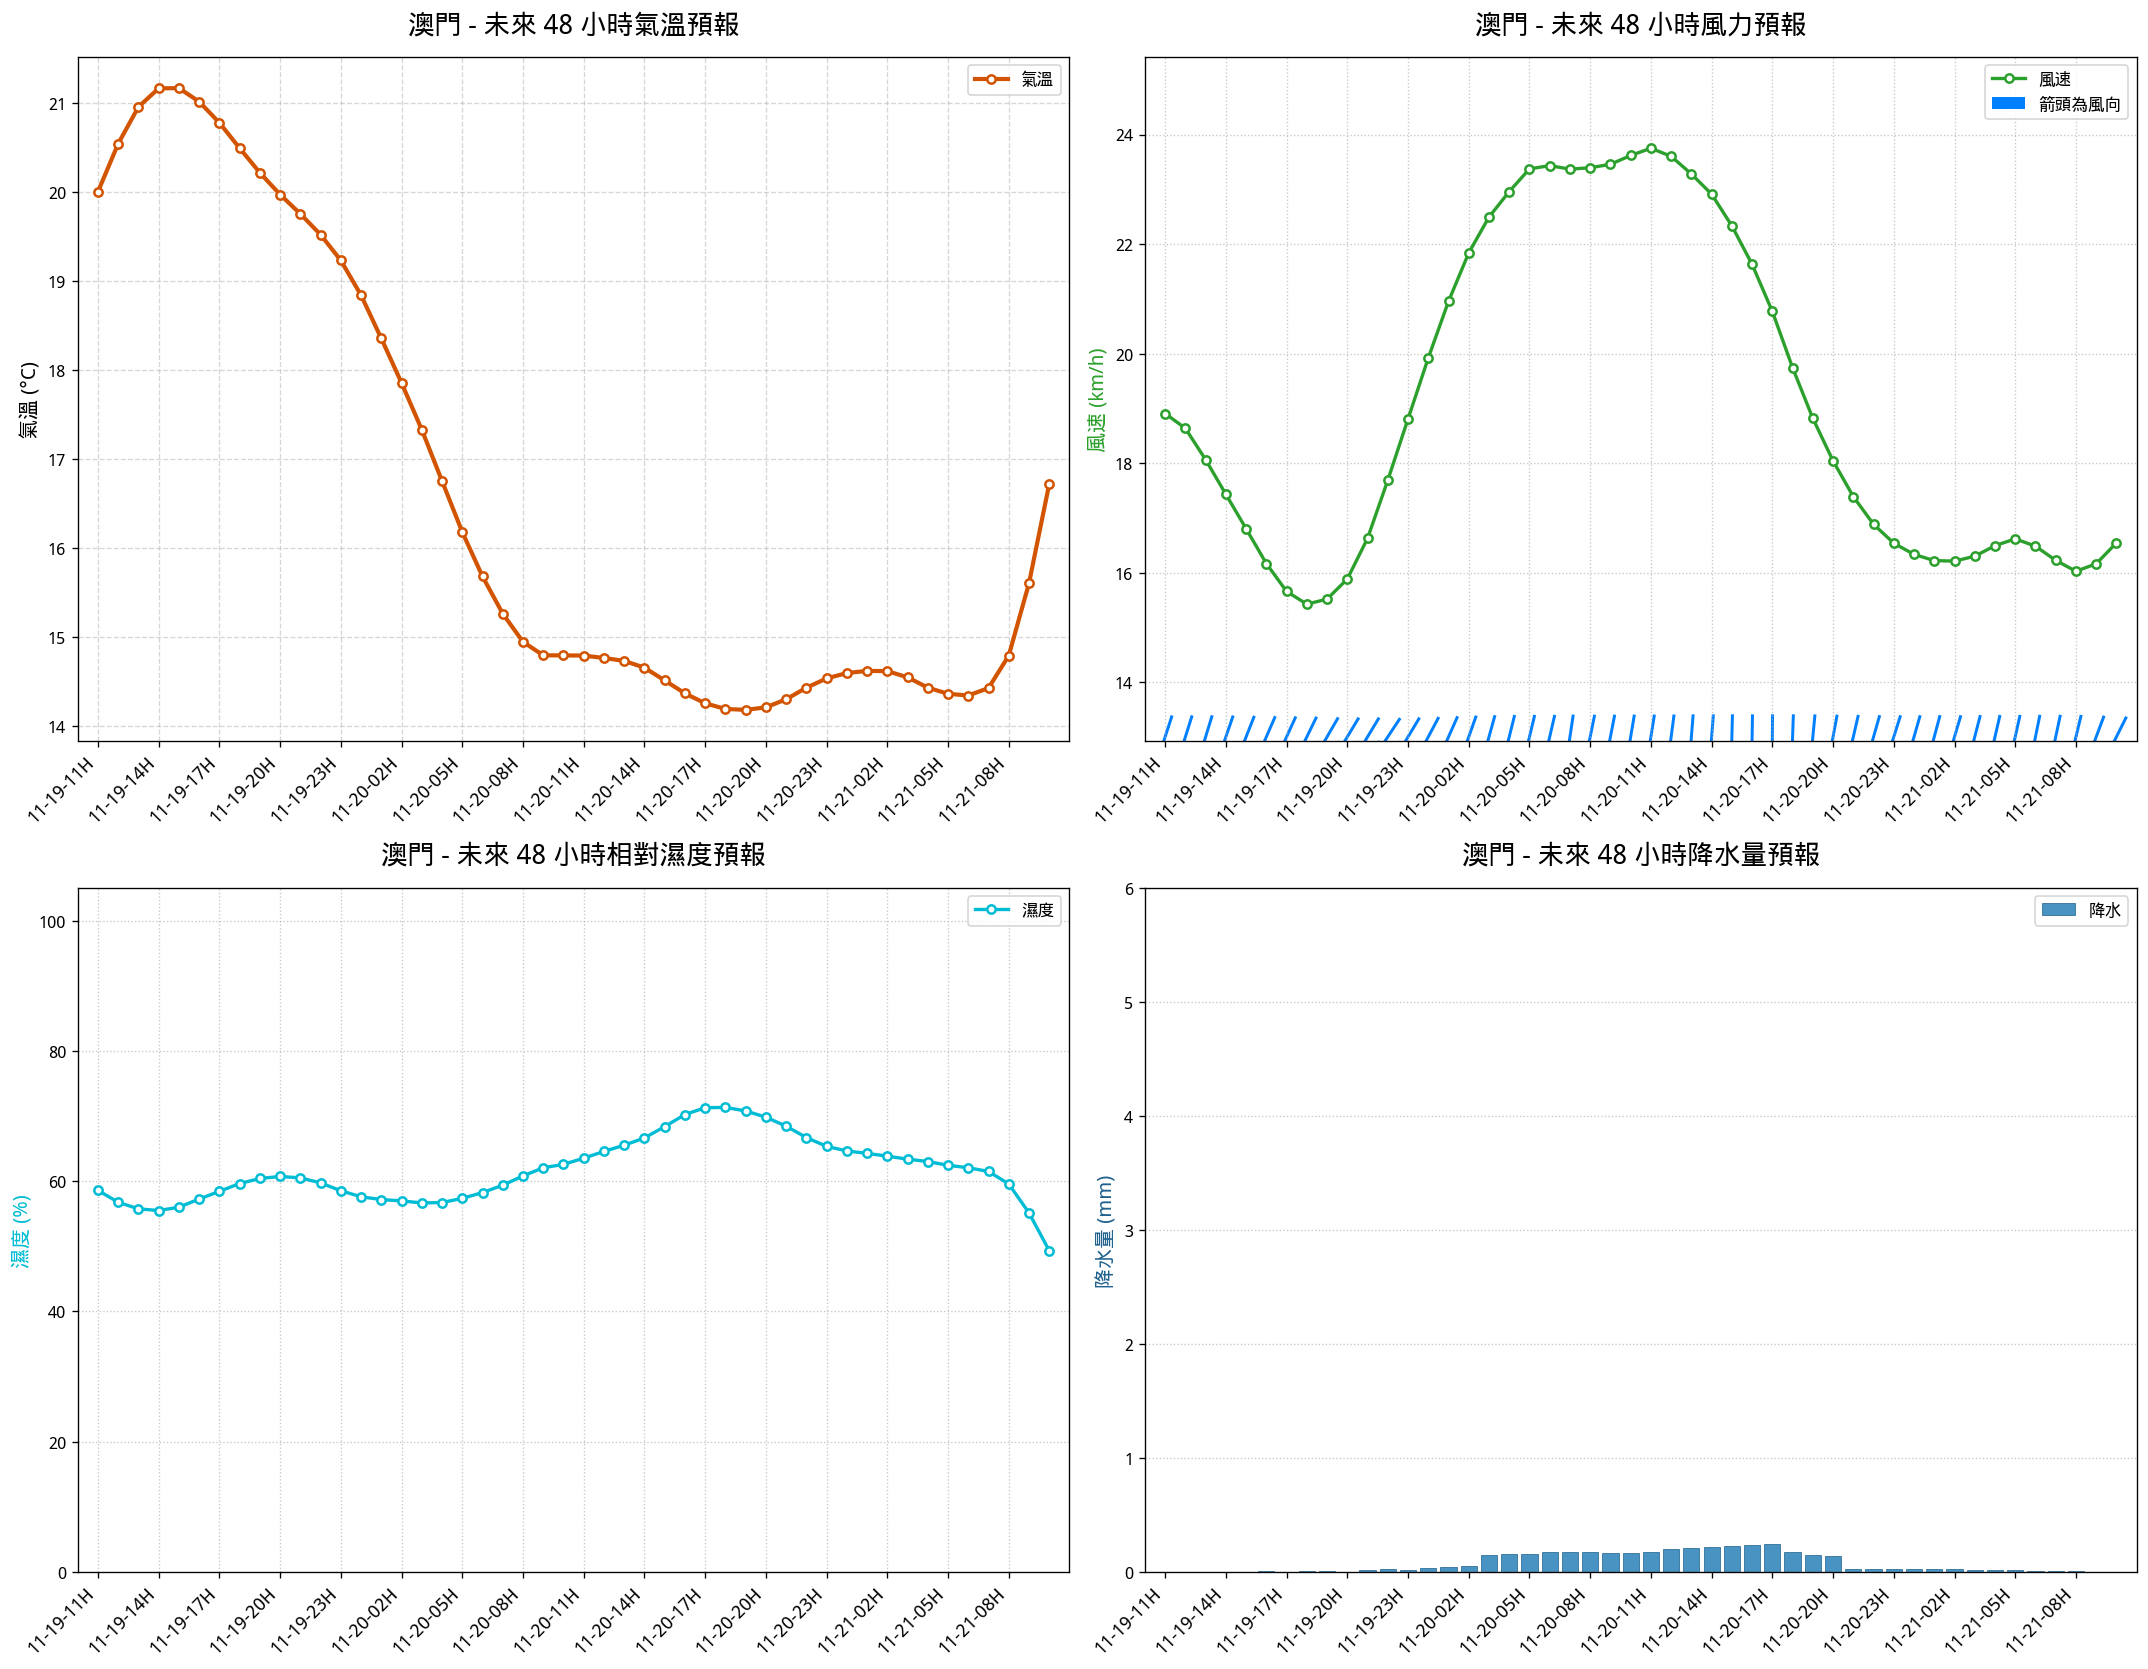 澳門 - 未來 48 小時氣溫預報
氣溫
氣溫 (°C)
21
20
19
18
17
16
15
14
11-19-11H
11-19-14H
11-19-17H
11-19-20H
11-19-23H
11-20-02H
11-20-05H
11-20-08H
11-20-11H
11-20-14H
11-20-17H
11-20-20H
11-20-23H
11-21-02H
11-21-05H
11-21-08H
澳門 - 未來 48 小時風力預報
風速
箭頭為風向
風速 (km/h)
24
22
20
18
16
14
11-19-11H
11-19-14H
11-19-17H
11-19-20H
11-19-23H
11-20-02H
11-20-05H
11-20-08H
11-20-11H
11-20-14H
11-20-17H
11-20-20H
11-20-23H
11-21-02H
11-21-05H
11-21-08H
澳門 - 未來 48 小時相對濕度預報
濕度
濕度 (%)
100
80
60
40
20
0
11-19-11H
11-19-14H
11-19-17H
11-19-20H
11-19-23H
11-20-02H
11-20-05H
11-20-08H
11-20-11H
11-20-14H
11-20-17H
11-20-20H
11-20-23H
11-21-02H
11-21-05H
11-21-08H
澳門 - 未來 48 小時降水量預報
降水
降水量 (mm)
6
5
4
3
2
1
0
11-19-11H
11-19-14H
11-19-17H
11-19-20H
11-19-23H
11-20-02H
11-20-05H
11-20-08H
11-20-11H
11-20-14H
11-20-17H
11-20-20H
11-20-23H
11-21-02H
11-21-05H
11-21-08H